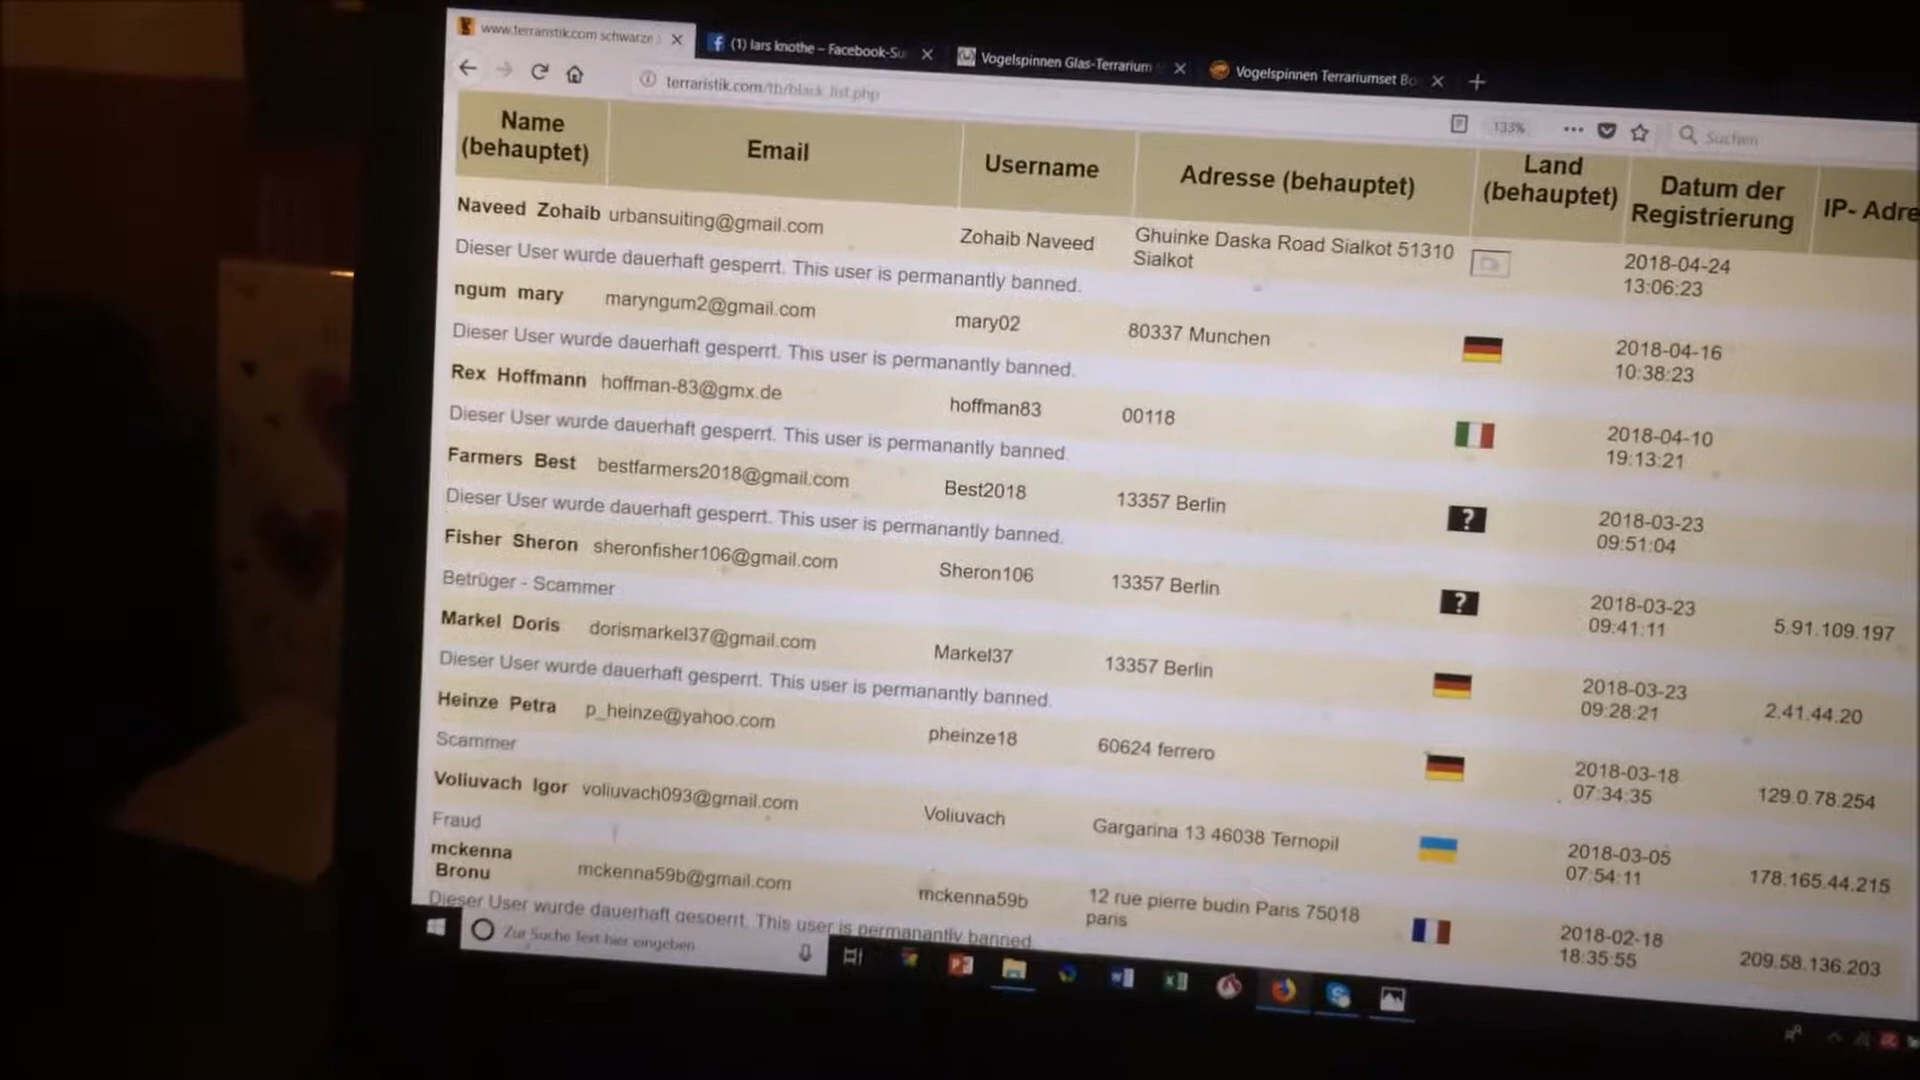 www.terraristik.com schwarze
(1) lars knothe – Facebook-Su
Vogelspinnen Glas-Terrarium
Vogelspinnen Terrariumset Bo
terraristik.com/tb/black_list.php
133%
Suchen
Name (behauptet) Email Username Adresse (behauptet) Land (behauptet) Datum der Registrierung IP- Adre
Naveed Zohaib urbansuiting@gmail.com Zohaib Naveed Ghuinke Daska Road Sialkot 51310 Sialkot 2018-04-24 13:06:23
Dieser User wurde dauerhaft gesperrt. This user is permanantly banned.
ngum mary maryngum2@gmail.com mary02 80337 Munchen 2018-04-16 10:38:23
Dieser User wurde dauerhaft gesperrt. This user is permanantly banned.
Rex Hoffmann hoffman-83@gmx.de hoffman83 00118 2018-04-10 19:13:21
Dieser User wurde dauerhaft gesperrt. This user is permanantly banned.
Farmers Best bestfarmers2018@gmail.com Best2018 13357 Berlin ? 2018-03-23 09:51:04
Dieser User wurde dauerhaft gesperrt. This user is permanantly banned.
Fisher Sheron sheronfisher106@gmail.com Sheron106 13357 Berlin ? 2018-03-23 09:41:11 5.91.109.197
Betrüger - Scammer
Markel Doris dorismarkel37@gmail.com Markel37 13357 Berlin 2018-03-23 09:28:21 2.41.44.20
Dieser User wurde dauerhaft gesperrt. This user is permanantly banned.
Heinze Petra p_heinze@yahoo.com pheinze18 60624 ferrero 2018-03-18 07:34:35 129.0.78.254
Scammer
Voliuvach Igor voliuvach093@gmail.com Voliuvach Gargarina 13 46038 Ternopil 2018-03-05 07:54:11 178.165.44.215
Fraud
mckenna Bronu mckenna59b@gmail.com mckenna59b 12 rue pierre budin Paris 75018 paris 2018-02-18 18:35:55 209.58.136.203
Dieser User wurde dauerhaft gesperrt. This user is permanantly banned
Zur Suche Text hier eingeben